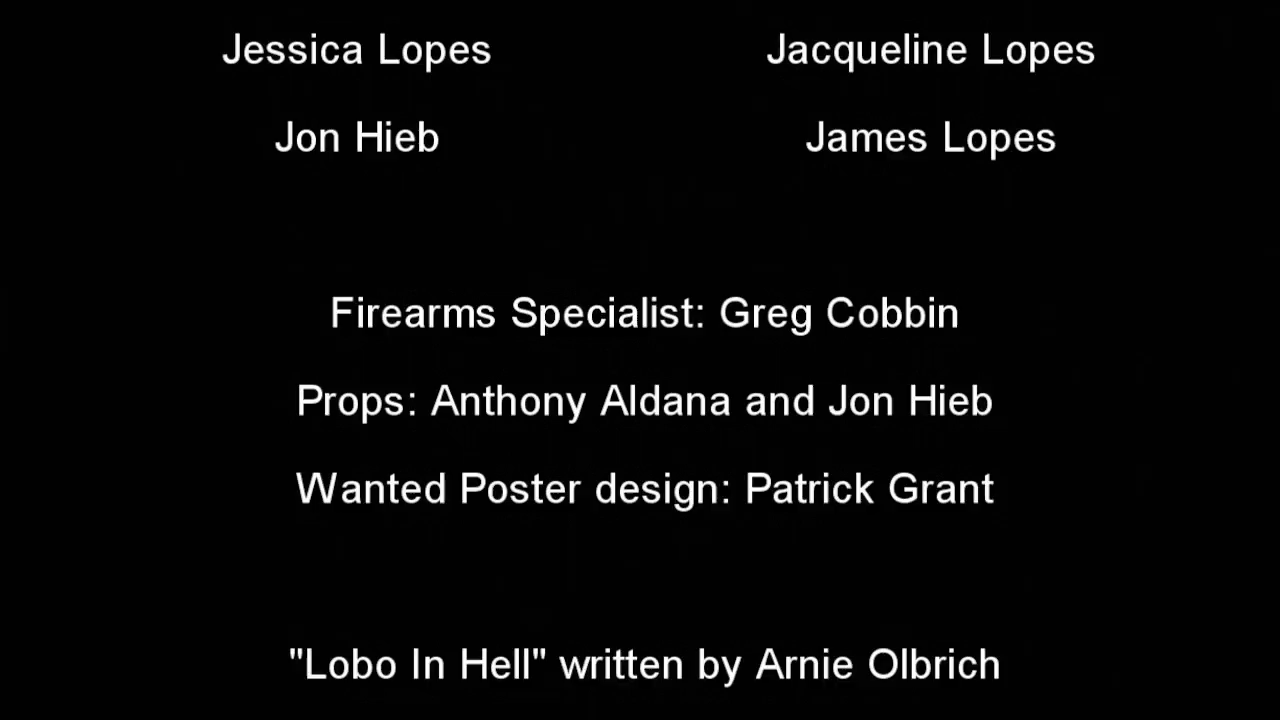 Jessica Lopes Jacqueline Lopes
Jon Hieb James Lopes
Firearms Specialist: Greg Cobbin
Props: Anthony Aldana and Jon Hieb
Wanted Poster design: Patrick Grant
"Lobo In Hell" written by Arnie Olbrich